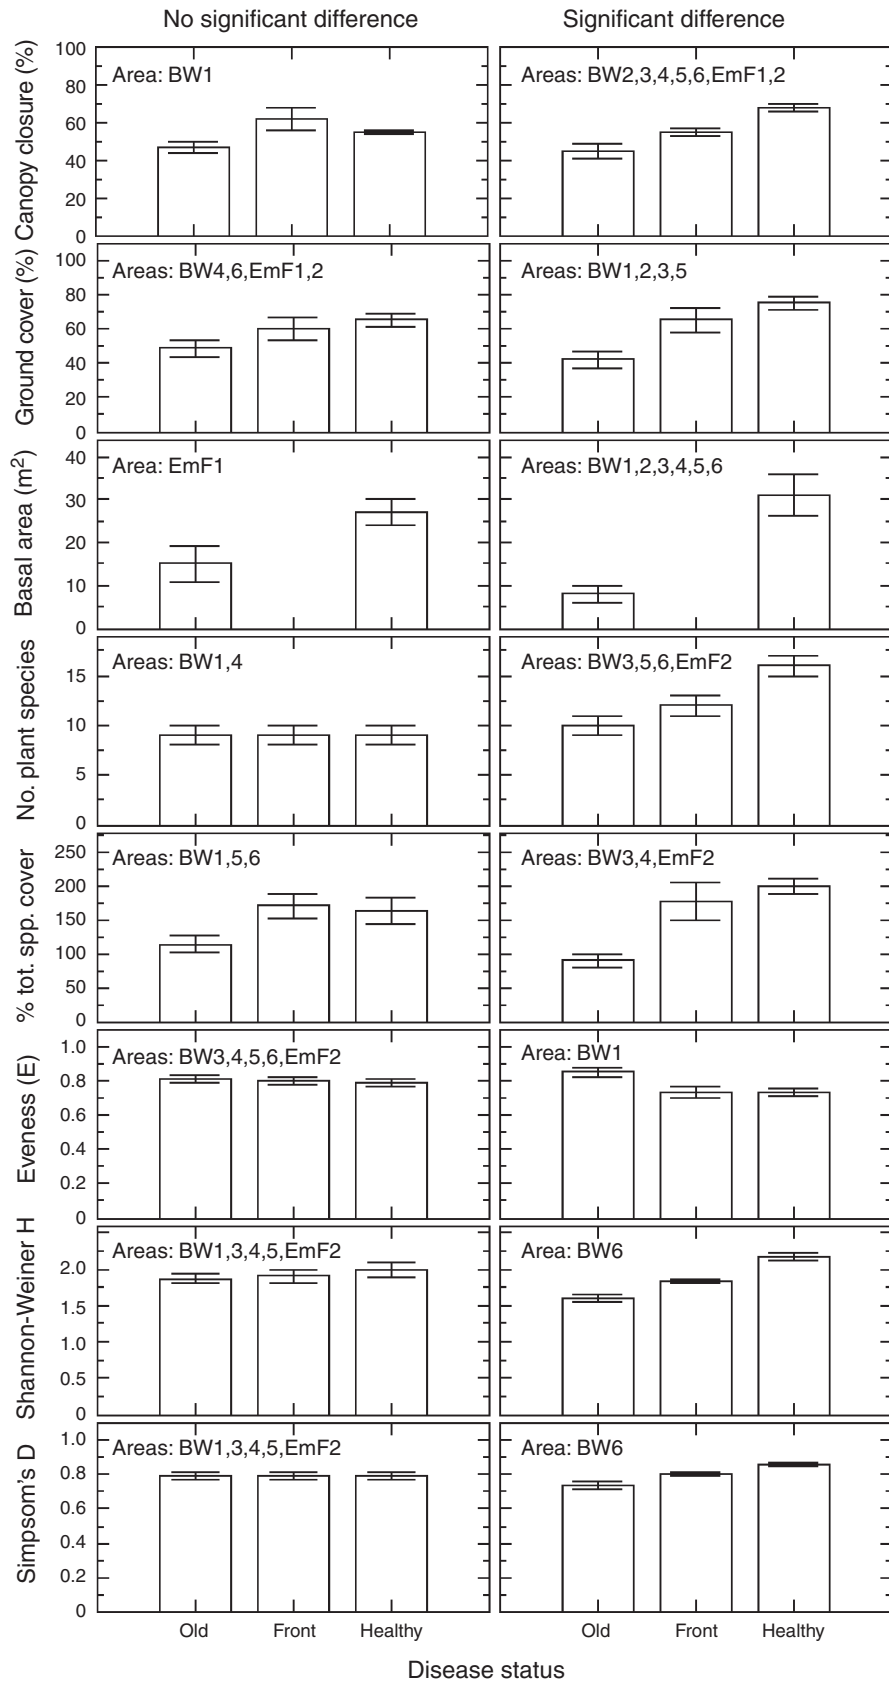 No significant difference
Significant difference
Canopy closure (%)
100
80
60
40
20
0
Area: BW1
Areas: BW2,3,4,5,6,EmF1,2
Ground cover (%)
100
80
60
40
20
0
Areas: BW4,6,EmF1,2
Areas: BW1,2,3,5
Basal area (m²)
40
30
20
10
0
Area: EmF1
Areas: BW1,2,3,4,5,6
No. plant species
15
10
5
0
Areas: BW1,4
Areas: BW3,5,6,EmF2
% tot. spp. cover
250
200
150
100
50
0
Areas: BW1,5,6
Areas: BW3,4,EmF2
Eveness (E)
1.0
0.8
0.6
0.4
0.2
0
Areas: BW3,4,5,6,EmF2
Area: BW1
Shannon-Weiner H
2.0
1.5
1.0
0.5
0
Areas: BW1,3,4,5,EmF2
Area: BW6
Simpsom's D
1.0
0.8
0.6
0.4
0.2
0
Areas: BW1,3,4,5,EmF2
Area: BW6
Old Front Healthy
Old Front Healthy
Disease status